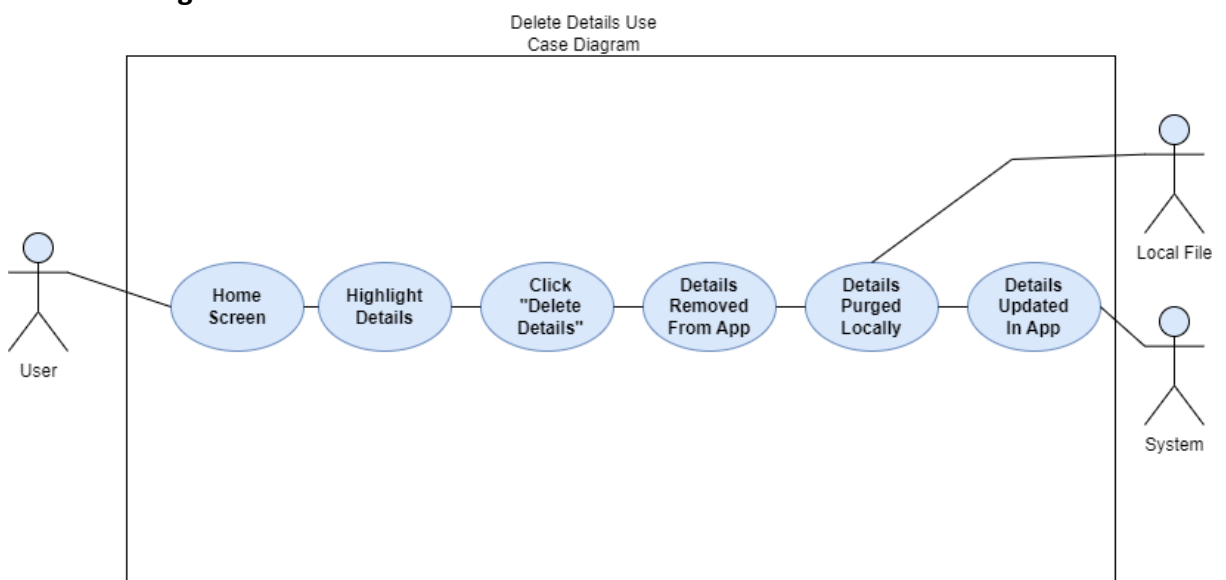 Delete Details Use
Case Diagram
Local File
Home
Screen
Highlight
Details
Click
"Delete
Details"
Details
Removed
From App
Details
Purged
Locally
Details
Updated
In App
User
System